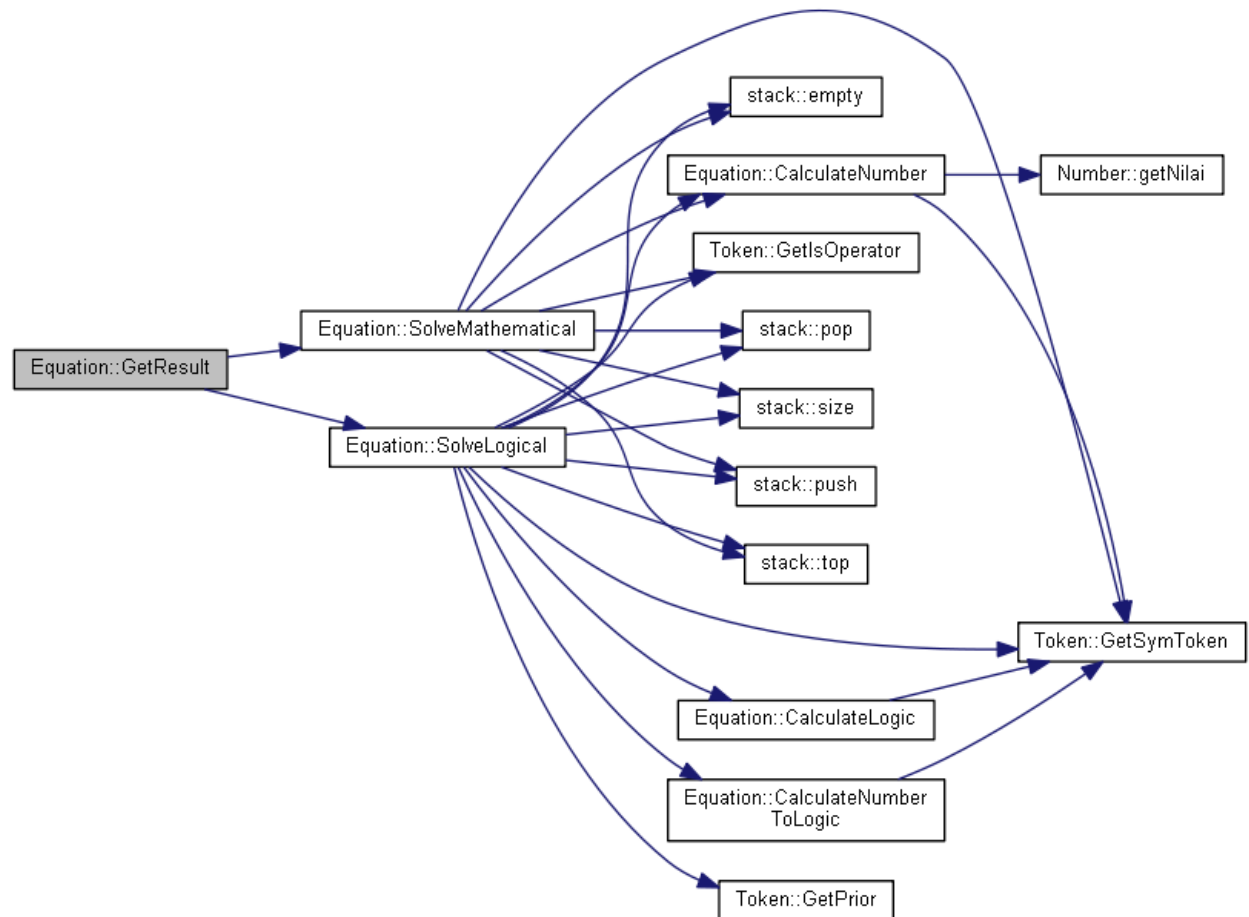 stack::empty
Equation::CalculateNumber
Number::getNilai
Token::GetIsOperator
Equation::SolveMathematical
stack::pop
Equation::GetResult
stack::size
Equation::SolveLogical
stack::push
stack::top
Token::GetSymToken
Equation::CalculateLogic
Equation::CalculateNumber
ToLogic
Token::GetPrior